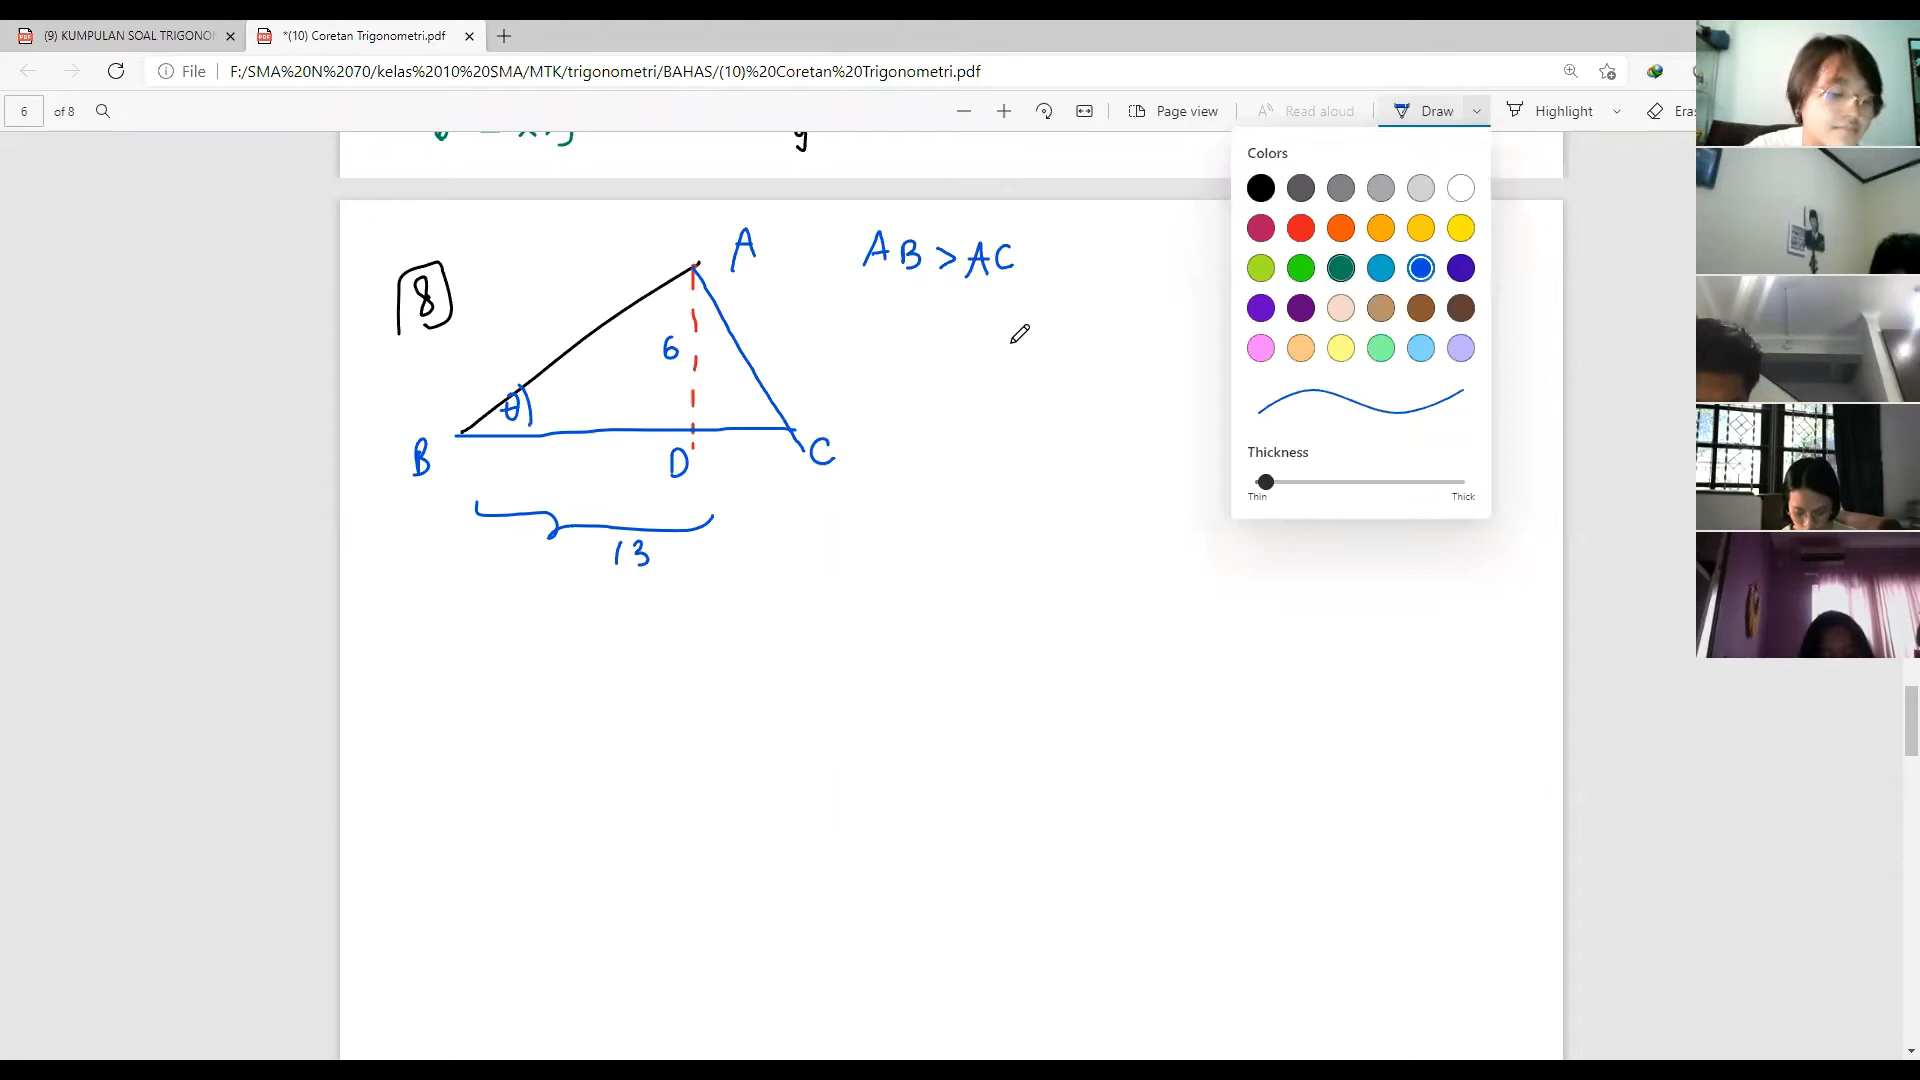 (9) KUMPULAN SOAL TRIGONO
*(10) Coretan Trigonometri.pdf
File
F:/SMA%20N%2070/kelas%2010%20SMA/MTK/trigonometri/BAHAS/(10)%20Coretan%20Trigonometri.pdf
6 of 8
Page view
Read aloud
Draw
Highlight
Eras
Colors
Thickness
Thin Thick
8
A
AB > AC
6
θ
B
D
C
13